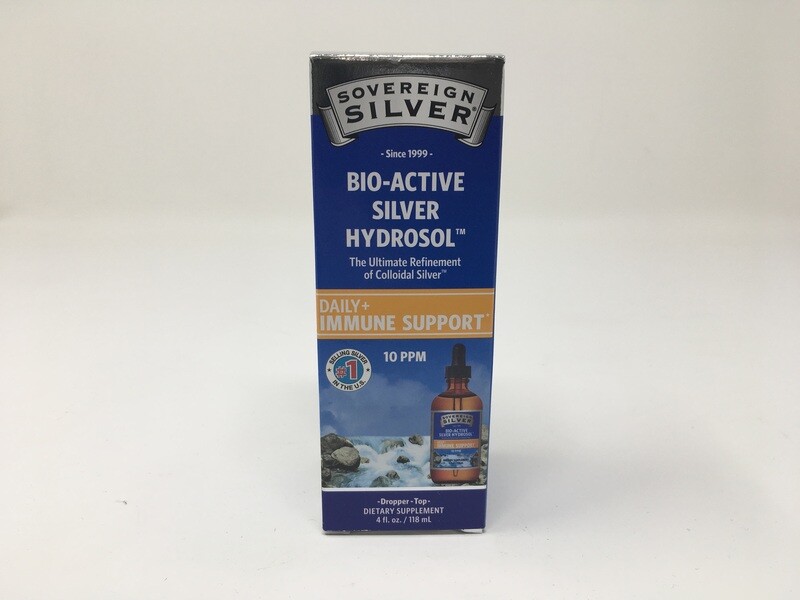 SOVEREIGN
SILVER®
- Since 1999 -
BIO-ACTIVE
SILVER
HYDROSOL™
The Ultimate Refinement
of Colloidal Silver™
DAILY+
IMMUNE SUPPORT*
10 PPM
SELLING SILVER
#1
IN THE U.S.
SOVEREIGN
SILVER
BIO-ACTIVE
SILVER HYDROSOL
IMMUNE SUPPORT
-Dropper-Top-
DIETARY SUPPLEMENT
4 fl. oz. / 118 mL